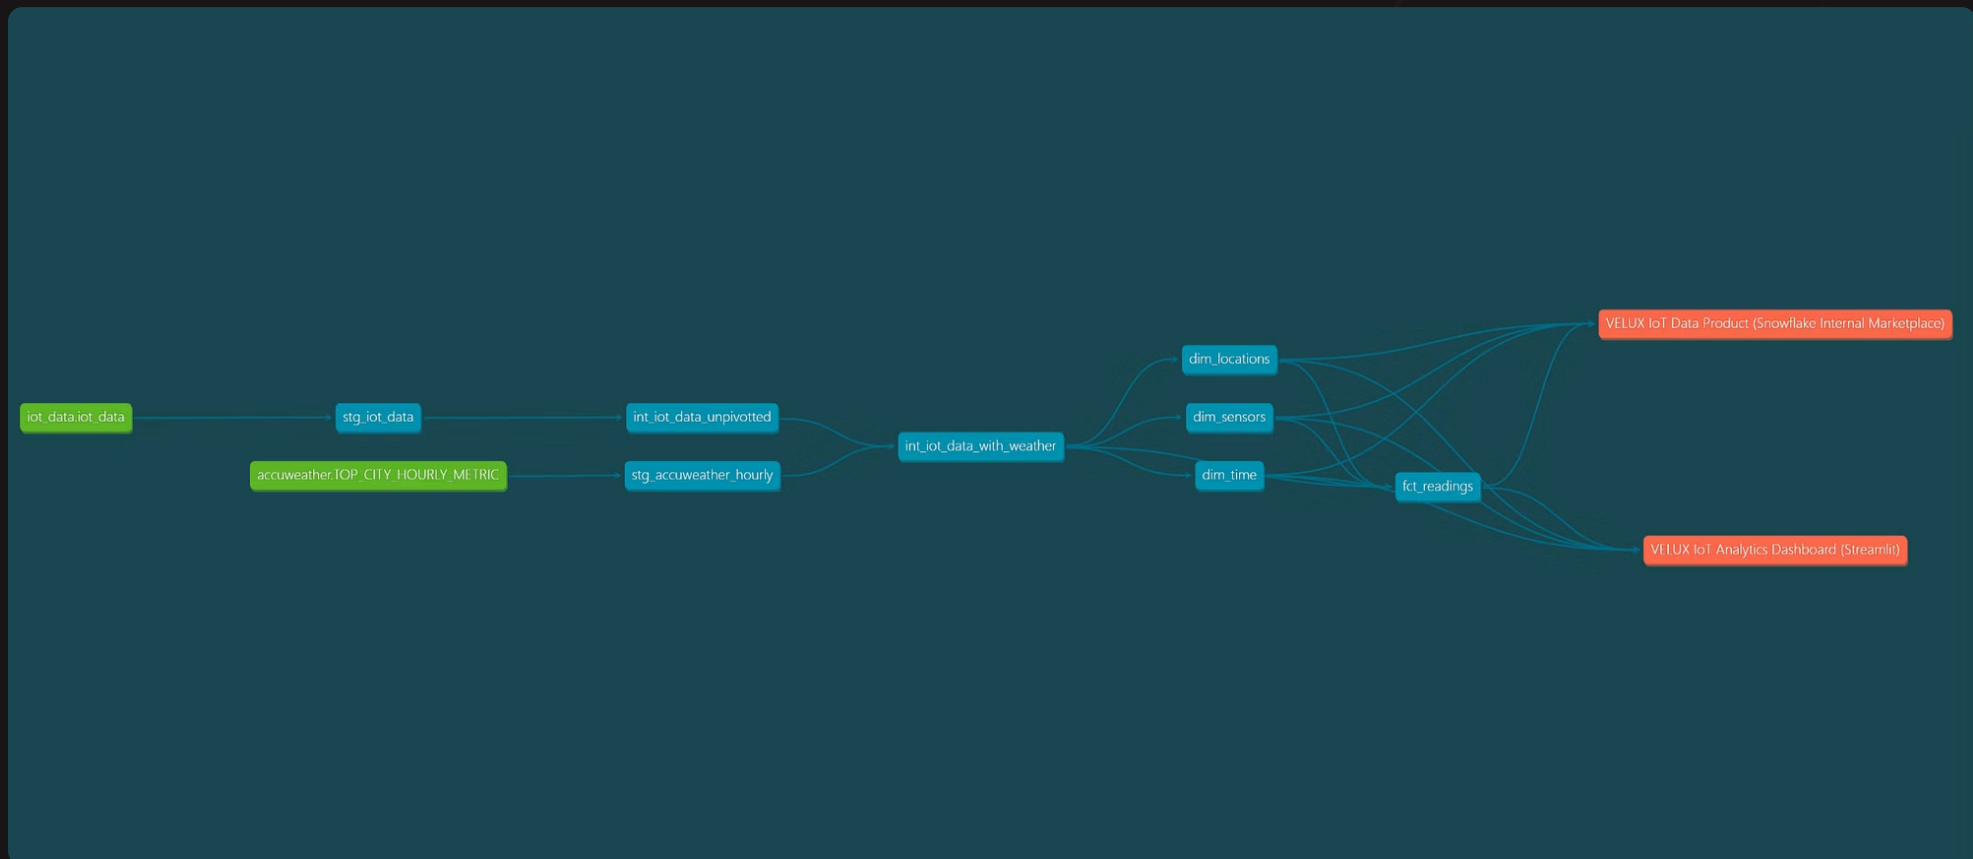 VELUX IoT Data Product (Snowflake Internal Marketplace)
dim_locations
iot_data.iot_data
stg_iot_data
int_iot_data_unpivotted
dim_sensors
int_iot_data_with_weather
accuweather.TOP_CITY_HOURLY_METRIC
stg_accuweather_hourly
dim_time
fct_readings
VELUX IoT Analytics Dashboard (Streamlit)